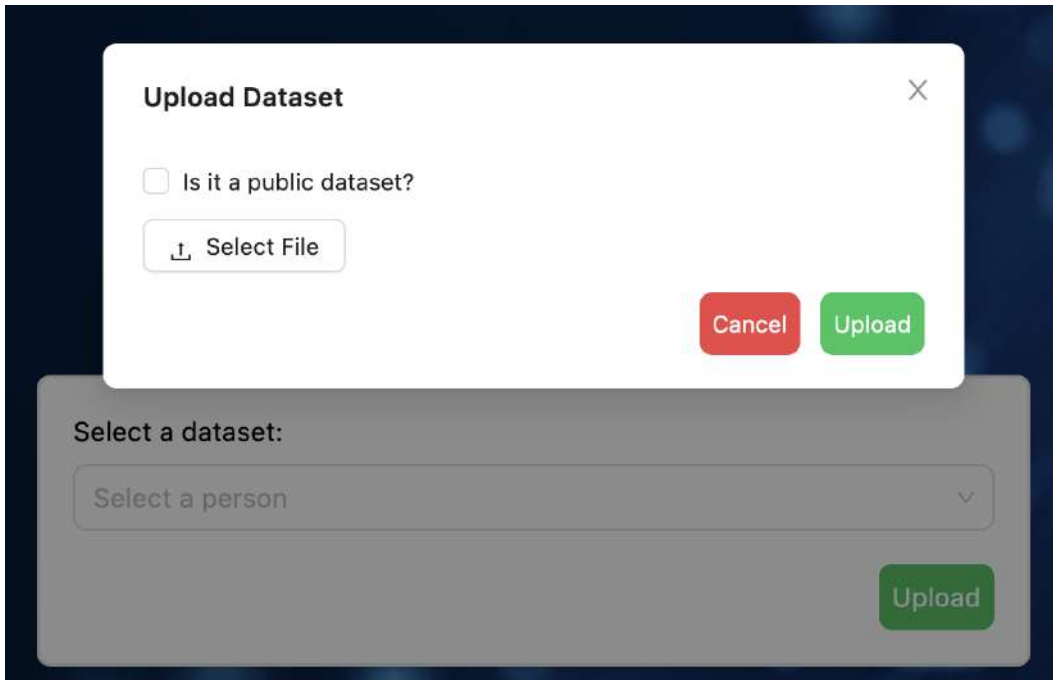 Upload Dataset
Is it a public dataset?
Select File
Cancel Upload
Select a dataset:
Select a person
Upload